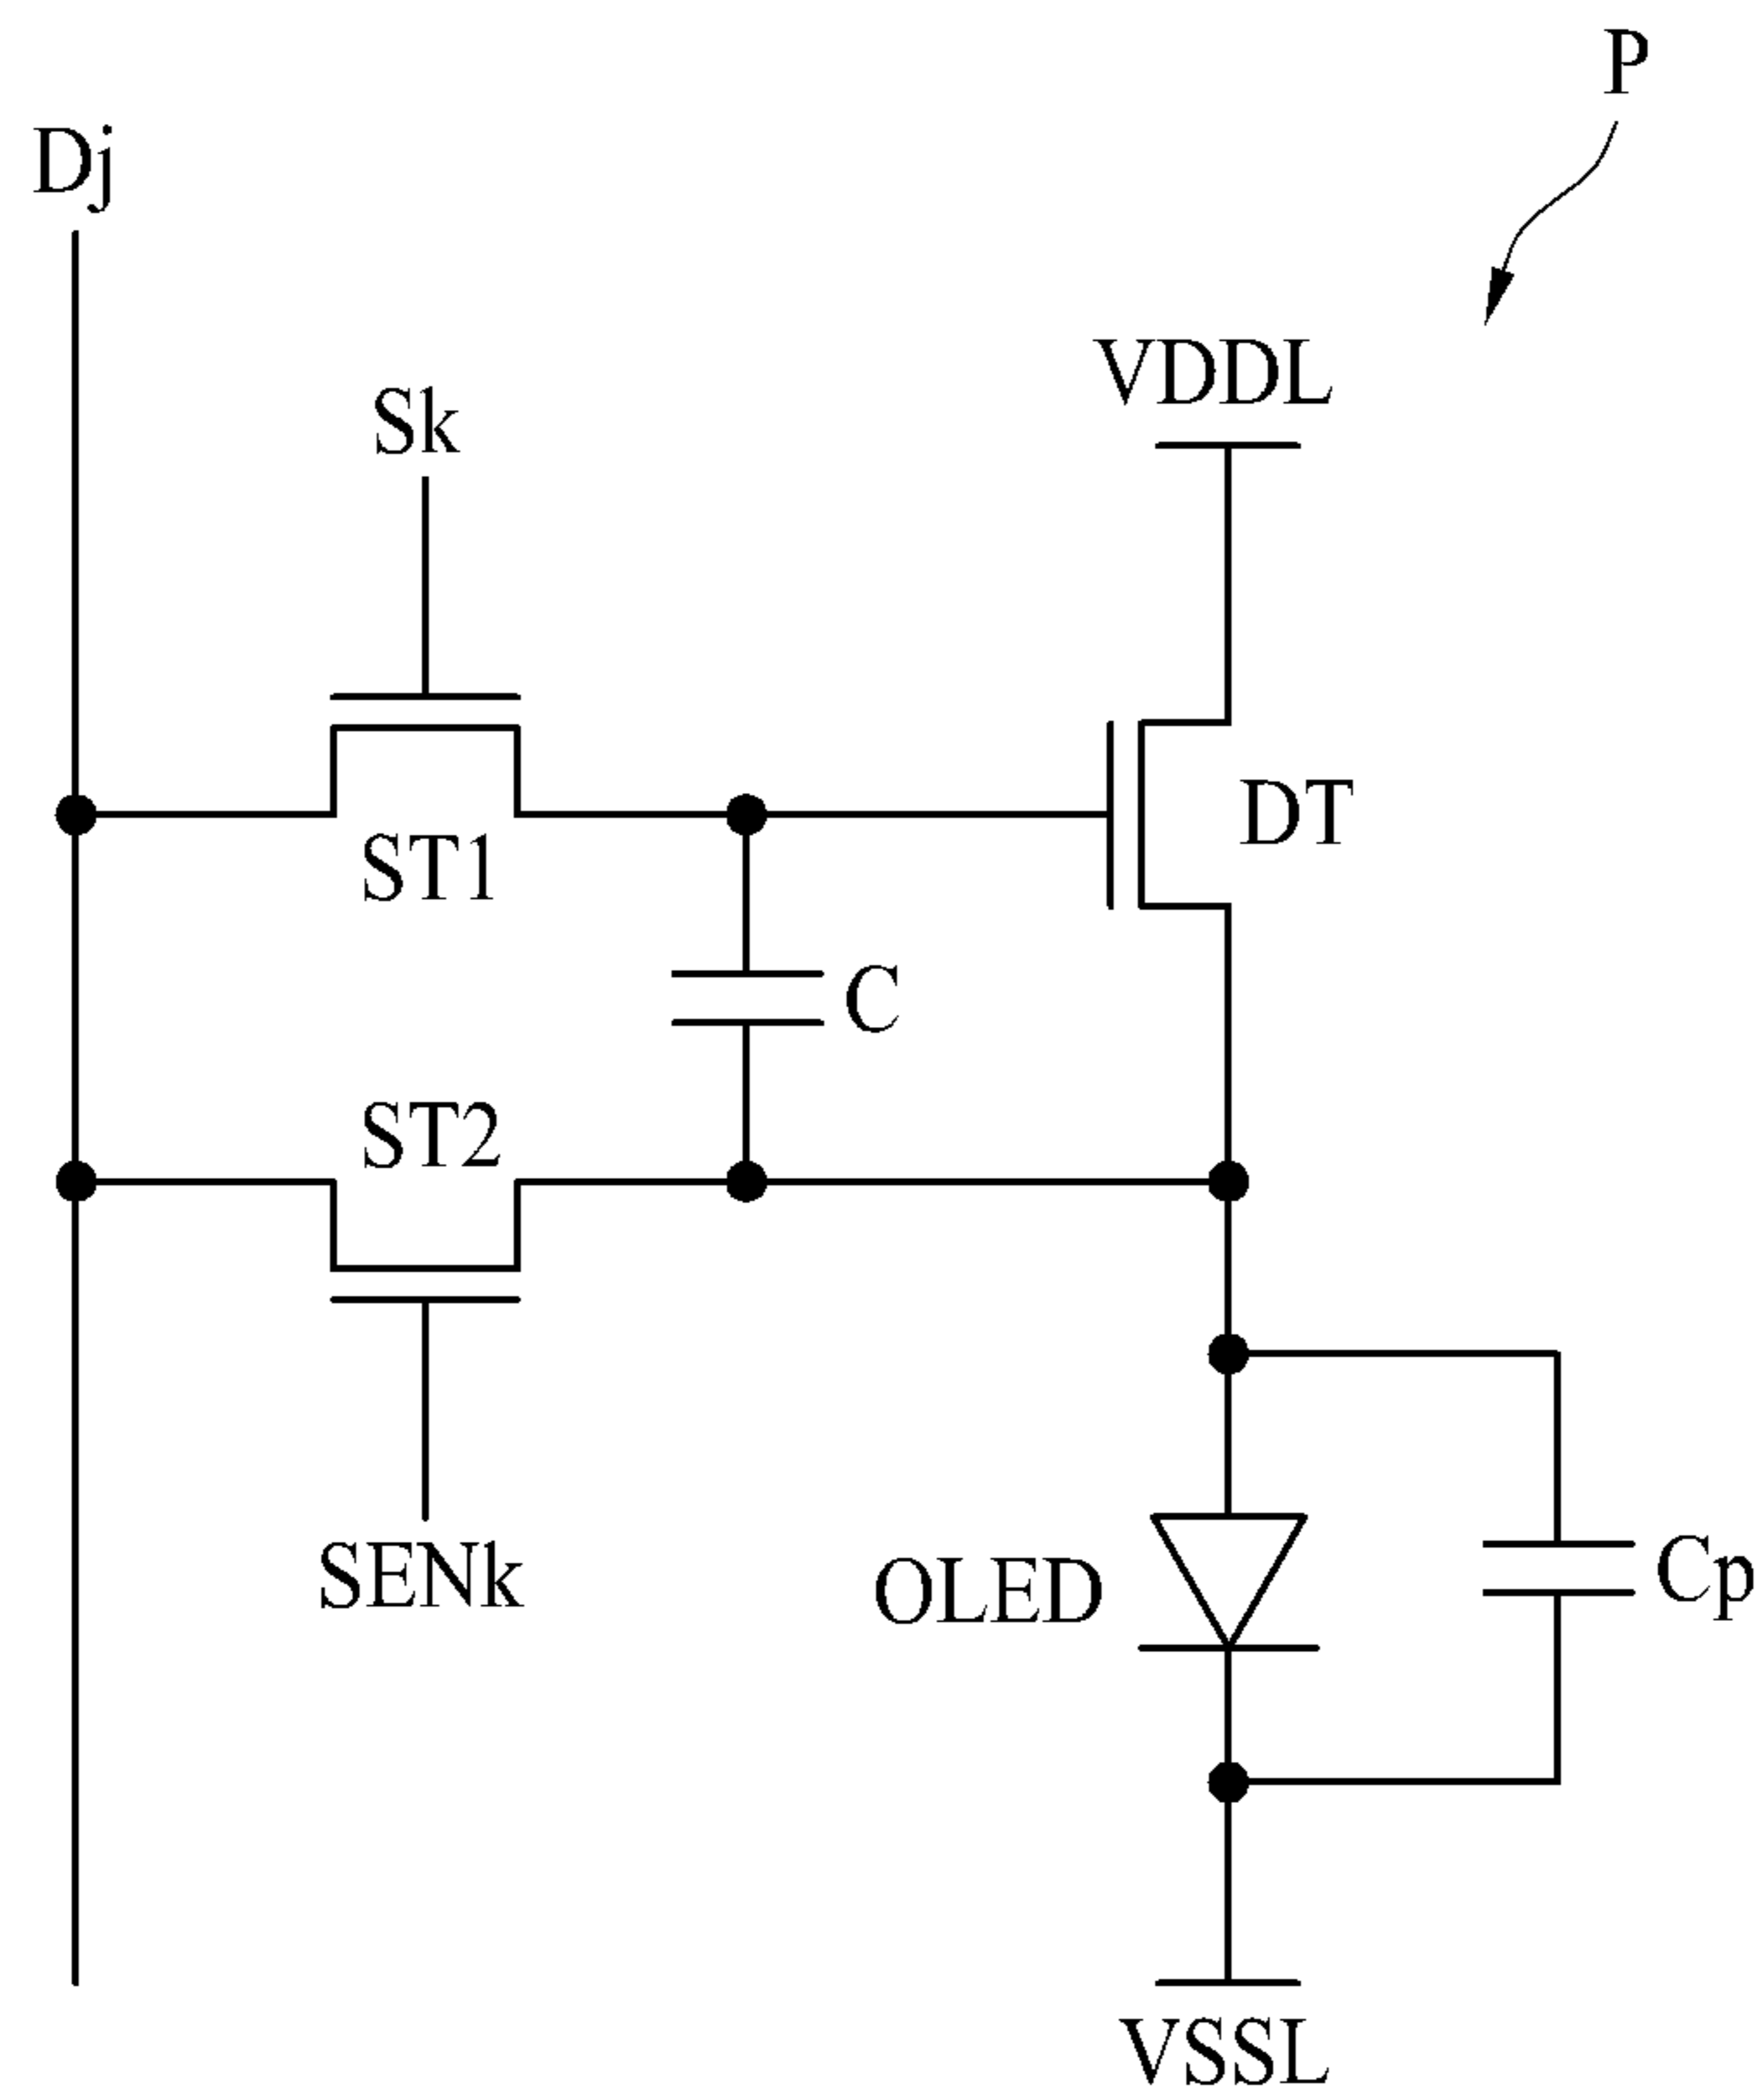 P
Dj
VDDL
Sk
DT
ST1
C
ST2
SENk
OLED
Cp
VSSL